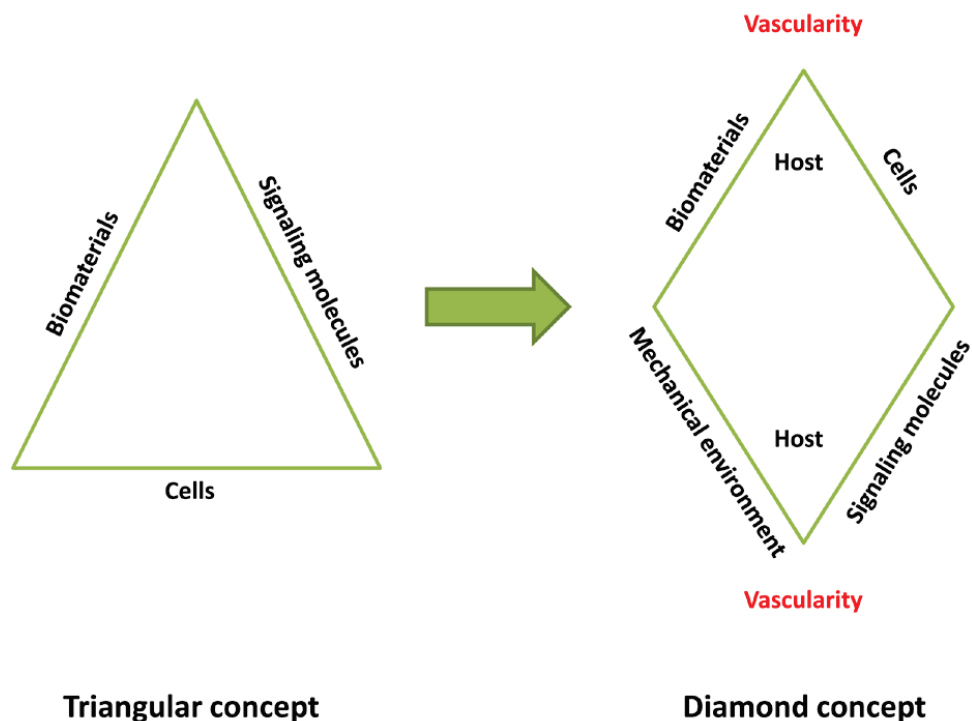 Vascularity
Biomaterials
Signaling molecules
Cells
Biomaterials
Host
Cells
Mechanical environment
Host
Signaling molecules
Vascularity
Triangular concept
Diamond concept